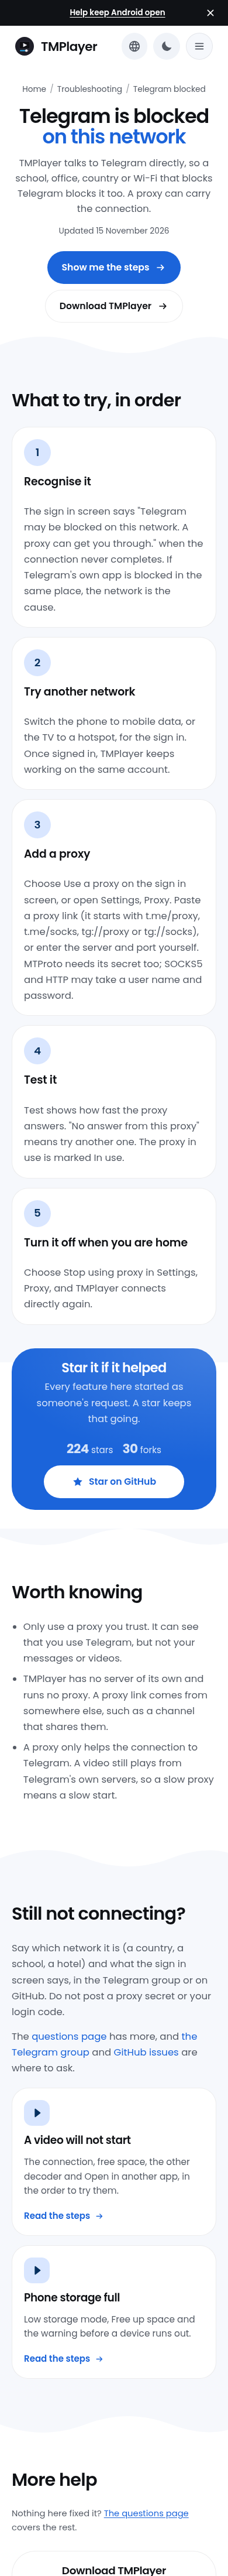 Help keep Android open
TMPlayer
Home / Troubleshooting / Telegram blocked
Telegram is blocked
on this network
TMPlayer talks to Telegram directly, so a
school, office, country or Wi-Fi that blocks
Telegram blocks it too. A proxy can carry
the connection.
Updated 15 November 2026
Show me the steps
Download TMPlayer
What to try, in order
1
Recognise it
The sign in screen says "Telegram
may be blocked on this network. A
proxy can get you through." when the
connection never completes. If
Telegram's own app is blocked in the
same place, the network is the
cause.
2
Try another network
Switch the phone to mobile data, or
the TV to a hotspot, for the sign in.
Once signed in, TMPlayer keeps
working on the same account.
3
Add a proxy
Choose Use a proxy on the sign in
screen, or open Settings, Proxy. Paste
a proxy link (it starts with t.me/proxy,
t.me/socks, tg://proxy or tg://socks),
or enter the server and port yourself.
MTProto needs its secret too; SOCKS5
and HTTP may take a user name and
password.
4
Test it
Test shows how fast the proxy
answers. "No answer from this proxy"
means try another one. The proxy in
use is marked In use.
5
Turn it off when you are home
Choose Stop using proxy in Settings,
Proxy, and TMPlayer connects
directly again.
Star it if it helped
Every feature here started as
someone's request. A star keeps
that going.
224 stars 30 forks
Star on GitHub
Worth knowing
• Only use a proxy you trust. It can see
that you use Telegram, but not your
messages or videos.
• TMPlayer has no server of its own and
runs no proxy. A proxy link comes from
somewhere else, such as a channel
that shares them.
• A proxy only helps the connection to
Telegram. A video still plays from
Telegram's own servers, so a slow proxy
means a slow start.
Still not connecting?
Say which network it is (a country, a
school, a hotel) and what the sign in
screen says, in the Telegram group or on
GitHub. Do not post a proxy secret or your
login code.
The questions page has more, and the
Telegram group and GitHub issues are
where to ask.
A video will not start
The connection, free space, the other
decoder and Open in another app, in
the order to try them.
Read the steps
Phone storage full
Low storage mode, Free up space and
the warning before a device runs out.
Read the steps
More help
Nothing here fixed it? The questions page
covers the rest.
Download TMPlayer